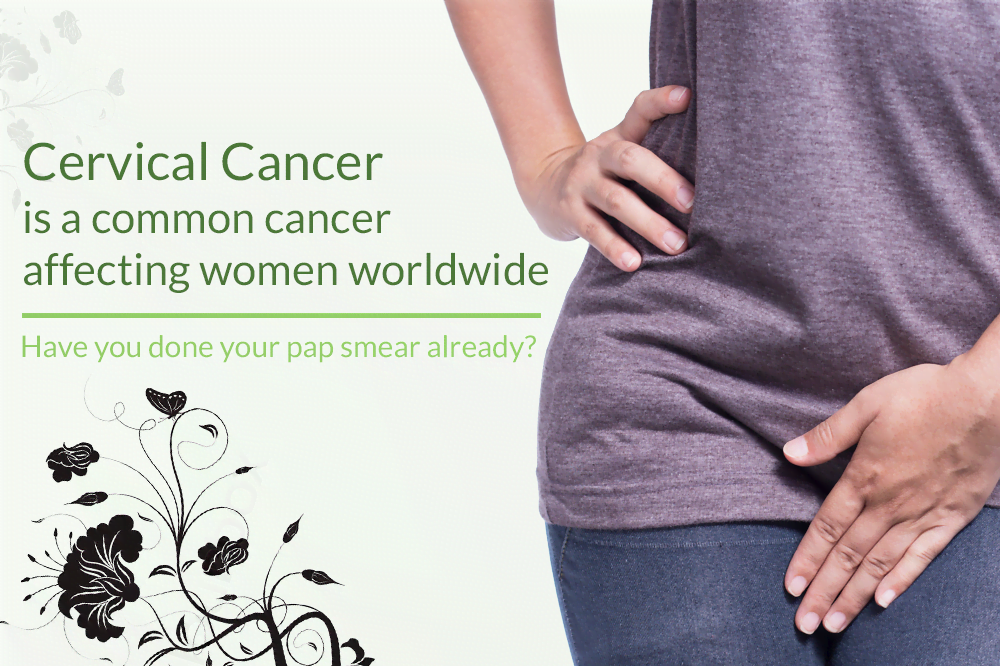 Cervical Cancer
is a common cancer
affecting women worldwide
Have you done your pap smear already?